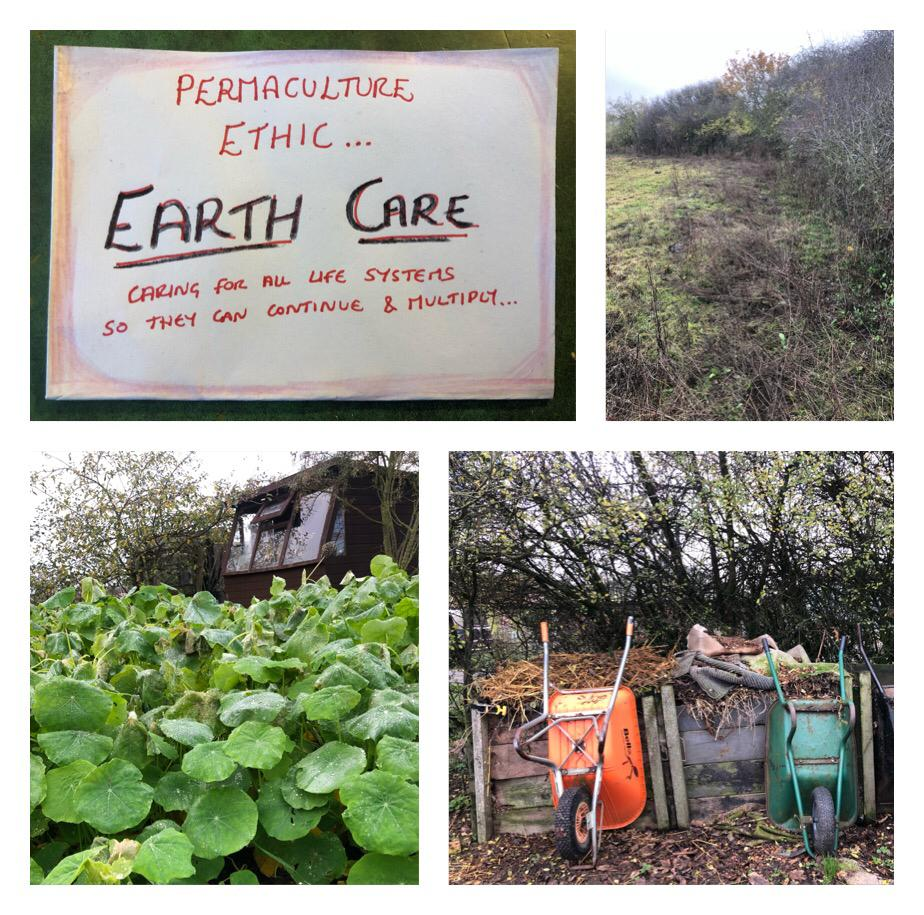 PERMACULTURE
ETHIC...
EARTH CARE
CARING FOR ALL LIFE SYSTEMS
SO THEY CAN CONTINUE & MULTIPLY...